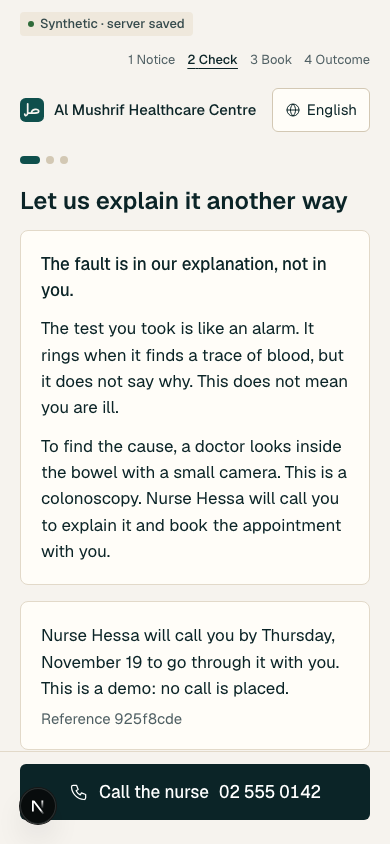 Synthetic · server saved
1 Notice 2 Check 3 Book 4 Outcome
صل Al Mushrif Healthcare Centre English
Let us explain it another way
The fault is in our explanation, not in
you.
The test you took is like an alarm. It
rings when it finds a trace of blood, but
it does not say why. This does not mean
you are ill.
To find the cause, a doctor looks inside
the bowel with a small camera. This is a
colonoscopy. Nurse Hessa will call you
to explain it and book the appointment
with you.
Nurse Hessa will call you by Thursday,
November 19 to go through it with you.
This is a demo: no call is placed.
Reference 925f8cde
N Call the nurse 02 555 0142